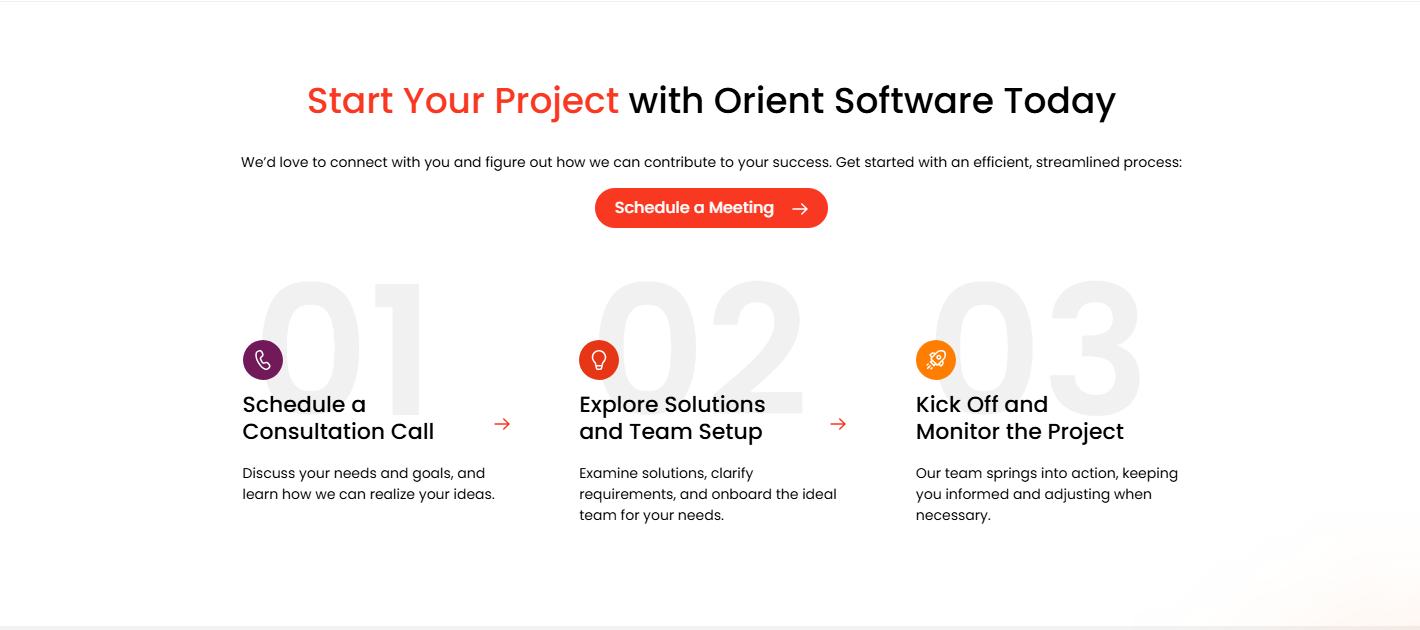 Start Your Project with Orient Software Today
We’d love to connect with you and figure out how we can contribute to your success. Get started with an efficient, streamlined process:
Schedule a Meeting
01
Schedule a
Consultation Call
Discuss your needs and goals, and
learn how we can realize your ideas.
02
Explore Solutions
and Team Setup
Examine solutions, clarify
requirements, and onboard the ideal
team for your needs.
03
Kick Off and
Monitor the Project
Our team springs into action, keeping
you informed and adjusting when
necessary.